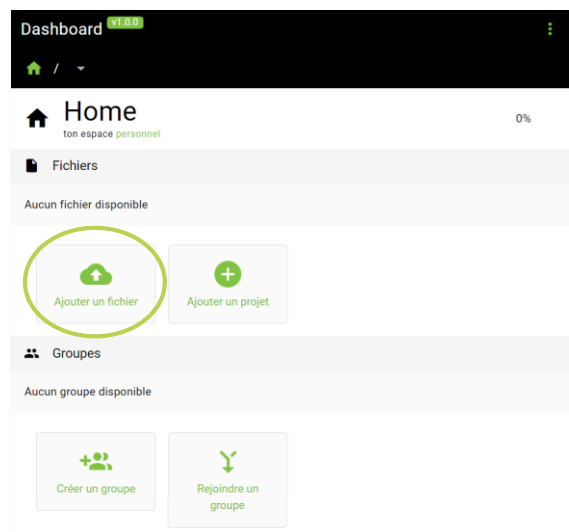 Dashboard v1.0.0
/
Home
ton espace personnel
0%
Fichiers
Aucun fichier disponible
Ajouter un fichier
Ajouter un projet
Groupes
Aucun groupe disponible
Créer un groupe
Rejoindre un
groupe